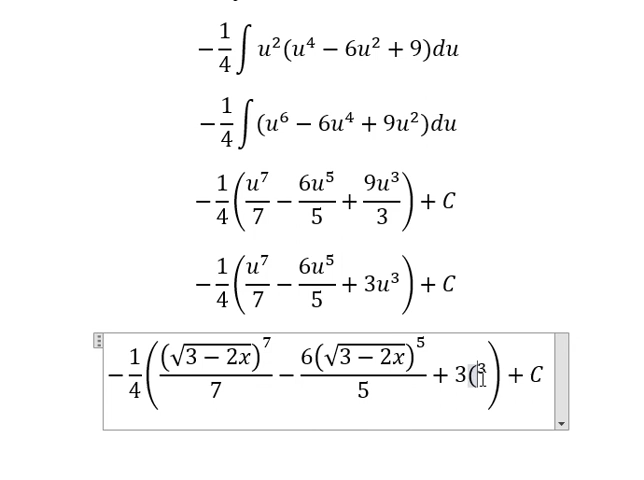 −1/4 ∫ u²(u⁴ − 6u² + 9)du
−1/4 ∫ (u⁶ − 6u⁴ + 9u²)du
−1/4 (u⁷/7 − 6u⁵/5 + 9u³/3) + C
−1/4 (u⁷/7 − 6u⁵/5 + 3u³) + C
−1/4 ((√(3 − 2x))⁷/7 − 6(√(3 − 2x))⁵/5 + 3(³) + C